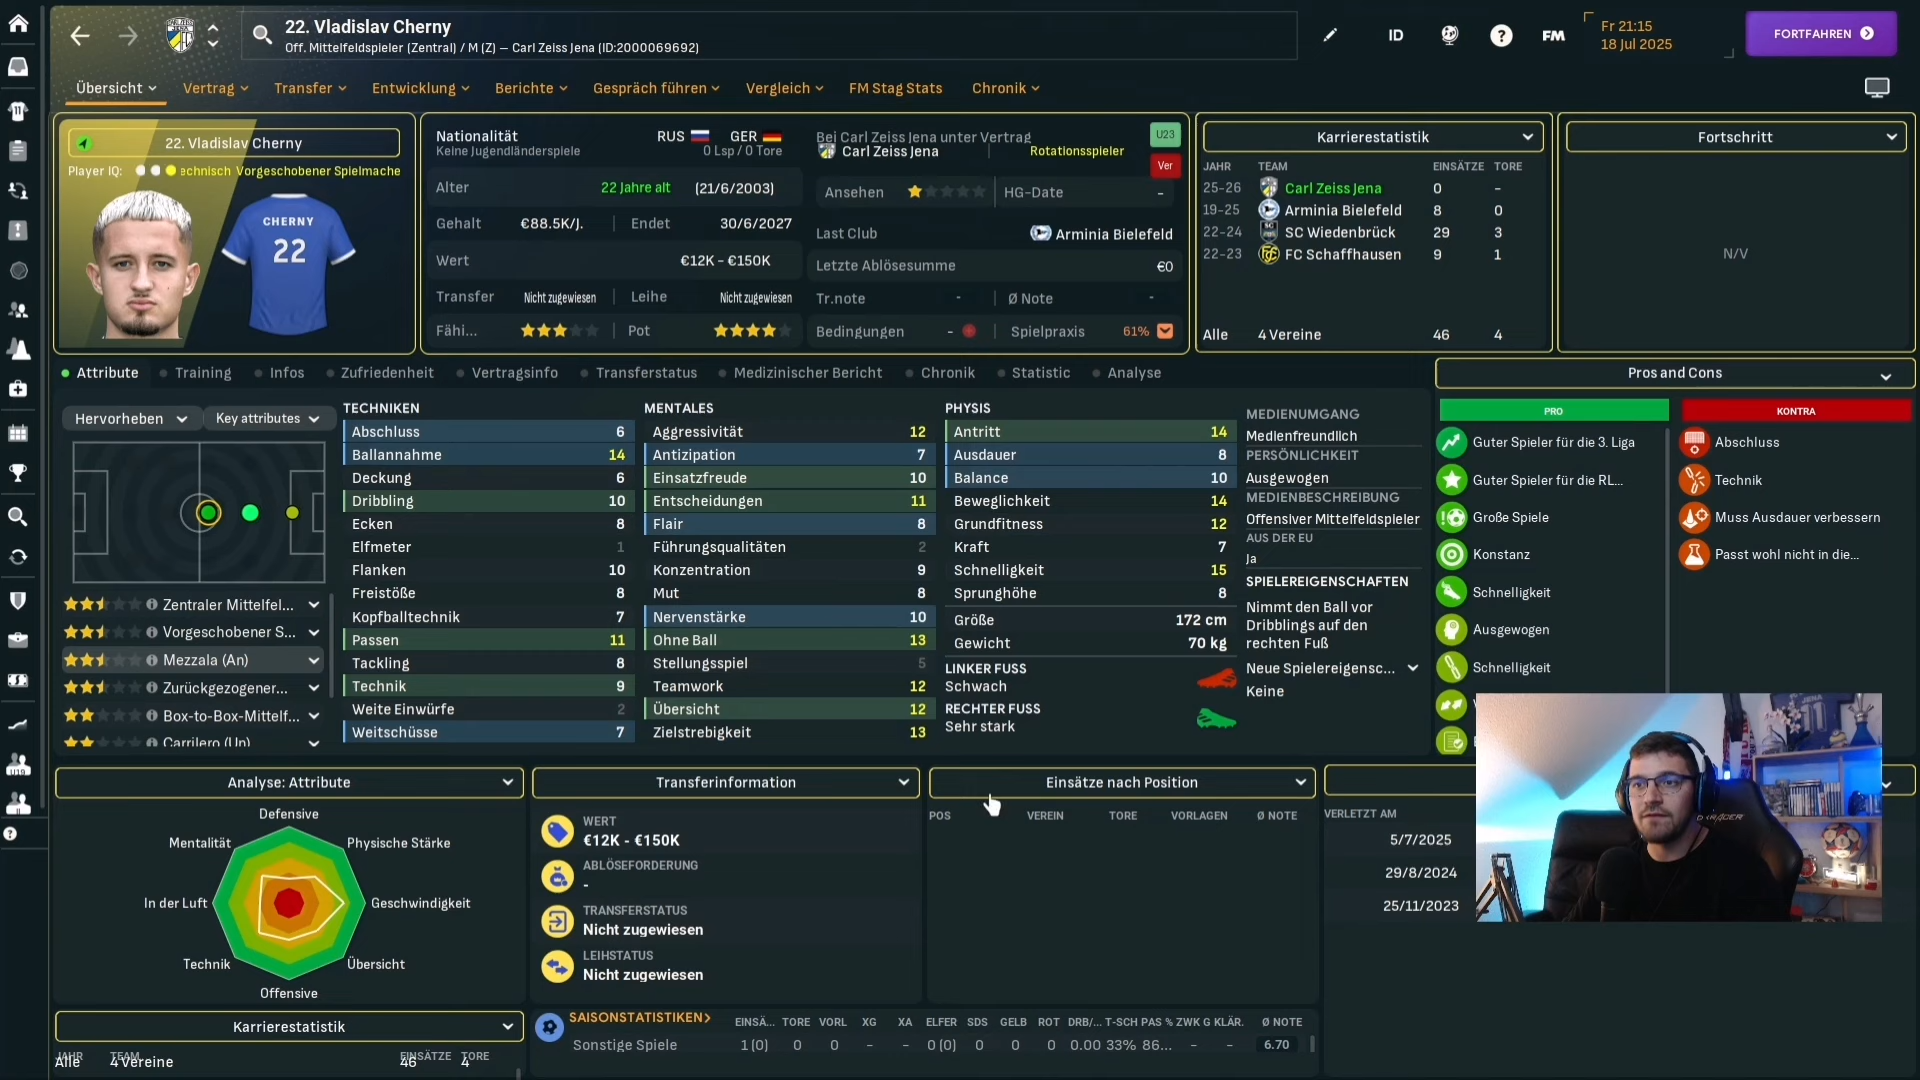 22. Vladislav Cherny
Off. Mittelfeldspieler (Zentral) / M (Z) – Carl Zeiss Jena (ID:2000069692)
ID
FM
Fr 21:15
18 Jul 2025
FORTFAHREN
Übersicht
Vertrag
Transfer
Entwicklung
Berichte
Gespräch führen
Vergleich
FM Stag Stats
Chronik
22. Vladislav Cherny
Player IQ:
echnisch Vorgeschobener Spielmache
CHERNY
22
Nationalität RUS GER
Keine Jugendländerspiele 0 Lsp / 0 Tore
Alter 22 Jahre alt (21/6/2003)
Gehalt €88.5K/J. Endet 30/6/2027
Wert €12K - €150K
Transfer Nicht zugewiesen Leihe Nicht zugewiesen
Fähi... Pot
Bei Carl Zeiss Jena unter Vertrag U23
Carl Zeiss Jena Rotationsspieler Ver
Ansehen HG-Date -
Last Club Arminia Bielefeld
Letzte Ablösesumme €0
Tr.note - Ø Note -
Bedingungen - Spielpraxis 61%
Karrierestatistik
JAHR TEAM EINSÄTZE TORE
25-26 Carl Zeiss Jena 0 -
19-25 Arminia Bielefeld 8 0
22-24 SC Wiedenbrück 29 3
22-23 FC Schaffhausen 9 1
Alle 4 Vereine 46 4
Fortschritt
N/V
Attribute
Training
Infos
Zufriedenheit
Vertragsinfo
Transferstatus
Medizinischer Bericht
Chronik
Statistic
Analyse
Hervorheben
Key attributes
Zentraler Mittelfel...
Vorgeschobener S...
Mezzala (An)
Zurückgezogener...
Box-to-Box-Mittelf...
Carrilero (Un)
TECHNIKEN
Abschluss 6
Ballannahme 14
Deckung 6
Dribbling 10
Ecken 8
Elfmeter 1
Flanken 10
Freistöße 8
Kopfballtechnik 7
Passen 11
Tackling 8
Technik 9
Weite Einwürfe 2
Weitschüsse 7
MENTALES
Aggressivität 12
Antizipation 7
Einsatzfreude 10
Entscheidungen 11
Flair 8
Führungsqualitäten 2
Konzentration 9
Mut 8
Nervenstärke 10
Ohne Ball 13
Stellungsspiel 5
Teamwork 12
Übersicht 12
Zielstrebigkeit 13
PHYSIS
Antritt 14
Ausdauer 8
Balance 10
Beweglichkeit 14
Grundfitness 12
Kraft 7
Schnelligkeit 15
Sprunghöhe 8
Größe 172 cm
Gewicht 70 kg
LINKER FUSS
Schwach
RECHTER FUSS
Sehr stark
MEDIENUMGANG
Medienfreundlich
PERSÖNLICHKEIT
Ausgewogen
MEDIENBESCHREIBUNG
Offensiver Mittelfeldspieler
AUS DER EU
Ja
SPIELEREIGENSCHAFTEN
Nimmt den Ball vor
Dribblings auf den
rechten Fuß
Neue Spielereigensc...
Keine
Pros and Cons
PRO
Guter Spieler für die 3. Liga
Guter Spieler für die RL...
Große Spiele
Konstanz
Schnelligkeit
Ausgewogen
Schnelligkeit
KONTRA
Abschluss
Technik
Muss Ausdauer verbessern
Passt wohl nicht in die...
Analyse: Attribute
Defensive
Mentalität
Physische Stärke
In der Luft
Geschwindigkeit
Technik
Übersicht
Offensive
Transferinformation
WERT
€12K - €150K
ABLÖSEFORDERUNG
-
TRANSFERSTATUS
Nicht zugewiesen
LEIHSTATUS
Nicht zugewiesen
Einsätze nach Position
POS VEREIN TORE VORLAGEN Ø NOTE
VERLETZT AM
5/7/2025
29/8/2024
25/11/2023
Karrierestatistik
JAHR TEAM EINSÄTZE TORE
Alle 4 Vereine 46 4
SAISONSTATISTIKEN> EINSÄ... TORE VORL XG XA ELFER SDS GELB ROT DRB/... T-SCH PAS % ZWK G KLÄR. Ø NOTE
Sonstige Spiele 1 (0) 0 0 - - 0 (0) 0 0 0 0.00 33% 86... - - 6.70